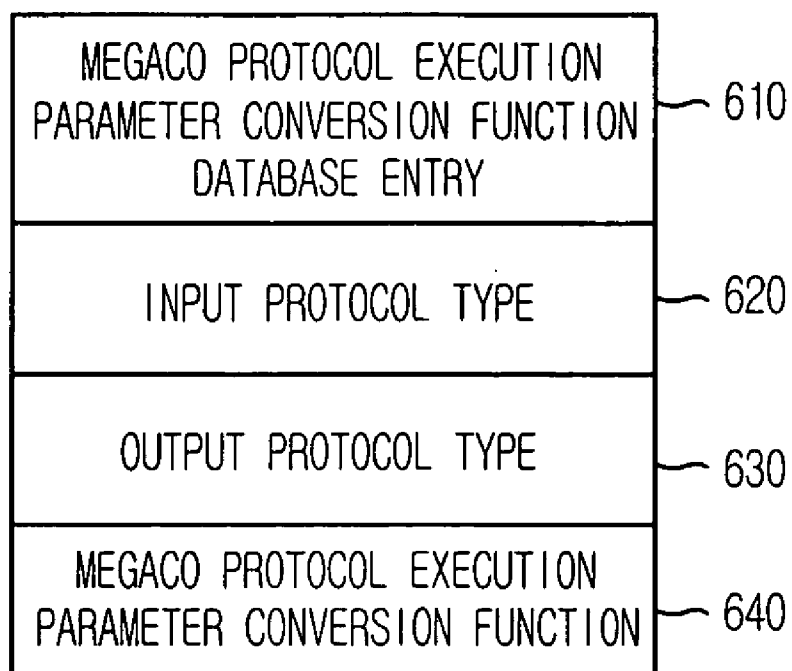 MEGACO PROTOCOL EXECUTION
PARAMETER CONVERSION FUNCTION
DATABASE ENTRY
610
INPUT PROTOCOL TYPE
620
OUTPUT PROTOCOL TYPE
630
MEGACO PROTOCOL EXECUTION
PARAMETER CONVERSION FUNCTION
640